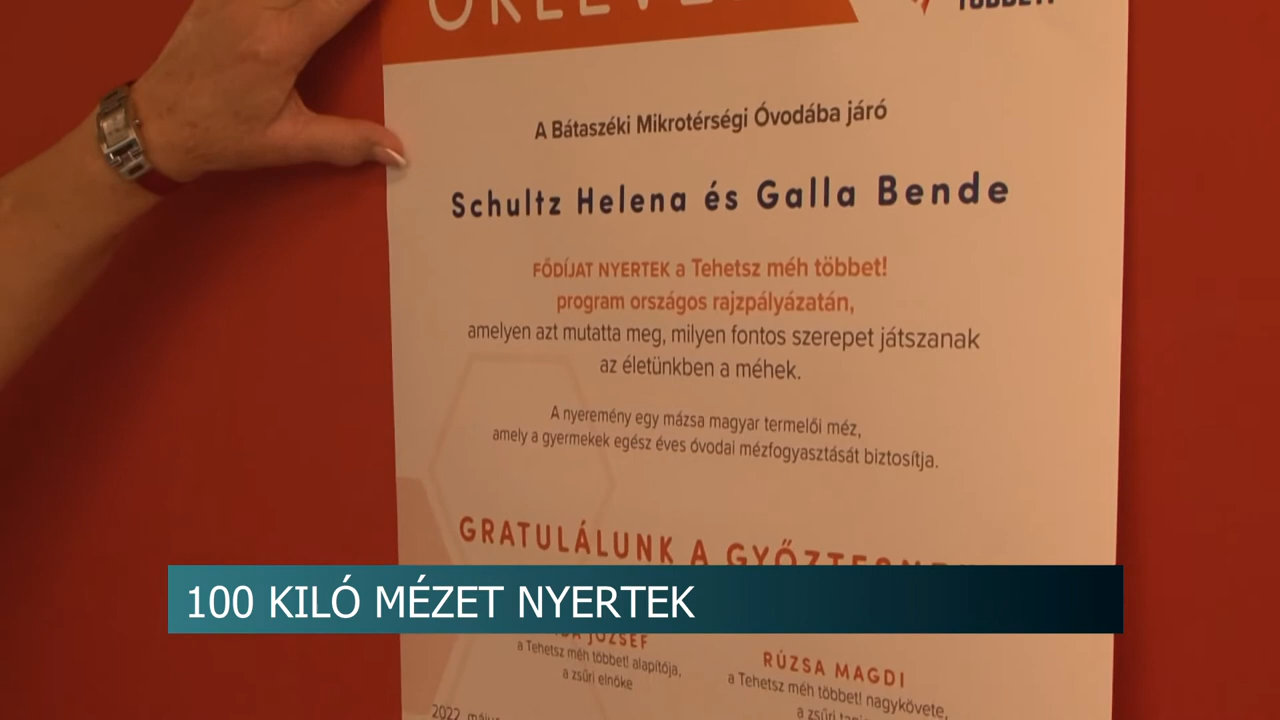 A Bátaszéki Mikrotérségi Óvodába járó
Schultz Helena és Galla Bende
FŐDÍJAT NYERTEK a Tehetsz méh többet!
program országos rajzpályázatán,
amelyen azt mutatta meg, milyen fontos szerepet játszanak
az életünkben a méhek.
A nyeremény egy mázsa magyar termelői méz,
amely a gyermekek egész éves óvodai mézfogyasztását biztosítja.
GRATULÁLUNK A
100 KILÓ MÉZET NYERTEK
JÓZSEF
a Tehetsz méh többet! alapítója,
a zsűri elnöke
RÚZSA MAGDI
a Tehetsz méh többet! nagykövete,
a zsűri
2022.